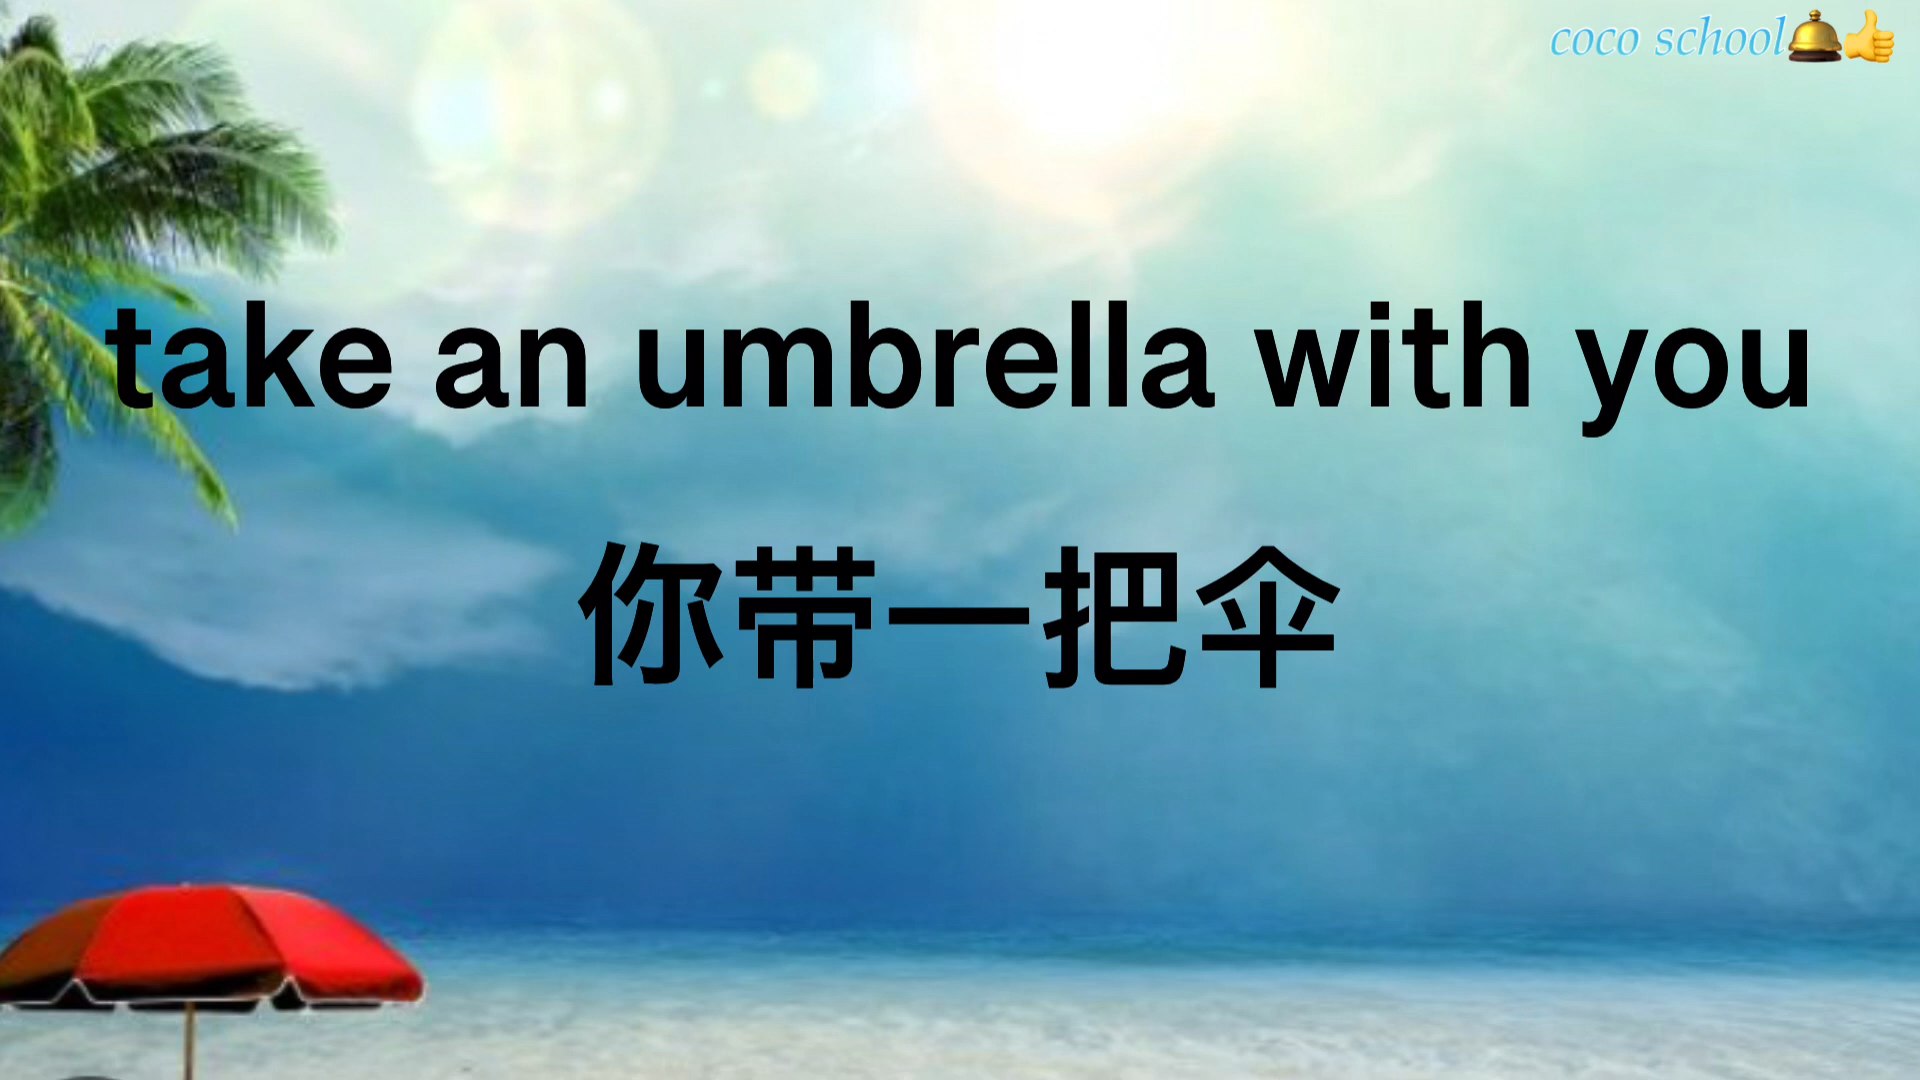 coco school🛎👍
take an umbrella with you
你带一把伞